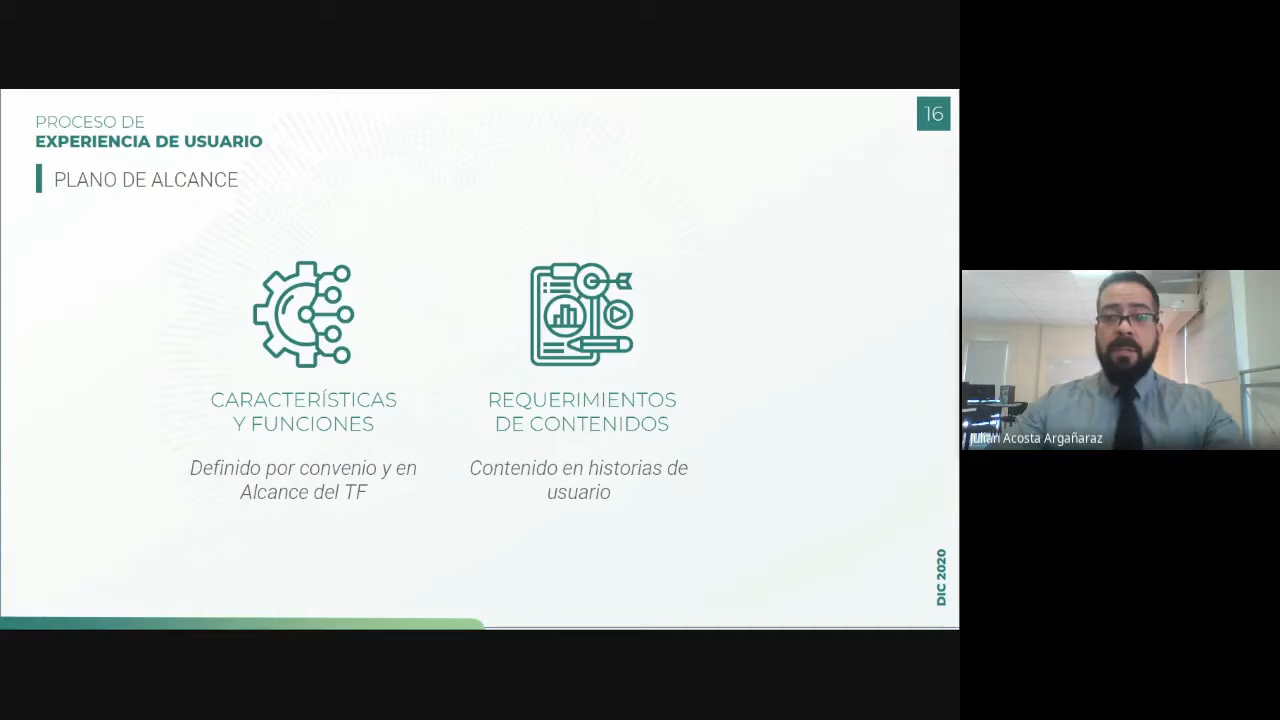 PROCESO DE
EXPERIENCIA DE USUARIO
16
PLANO DE ALCANCE
CARACTERÍSTICAS
Y FUNCIONES
Definido por convenio y en
Alcance del TF
REQUERIMIENTOS
DE CONTENIDOS
Contenido en historias de
usuario
DIC 2020
Julián Acosta Argañaraz